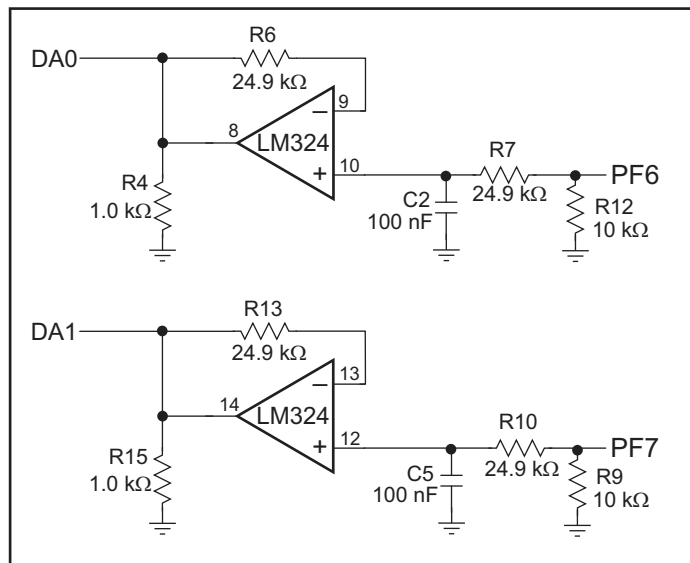 R6
DA0
24.9 kΩ
9
−
8
LM324
+
10
R7
PF6
24.9 kΩ
R4
1.0 kΩ
C2
100 nF
R12
10 kΩ
R13
DA1
24.9 kΩ
13
−
14
LM324
+
12
R10
PF7
24.9 kΩ
R15
1.0 kΩ
C5
100 nF
R9
10 kΩ